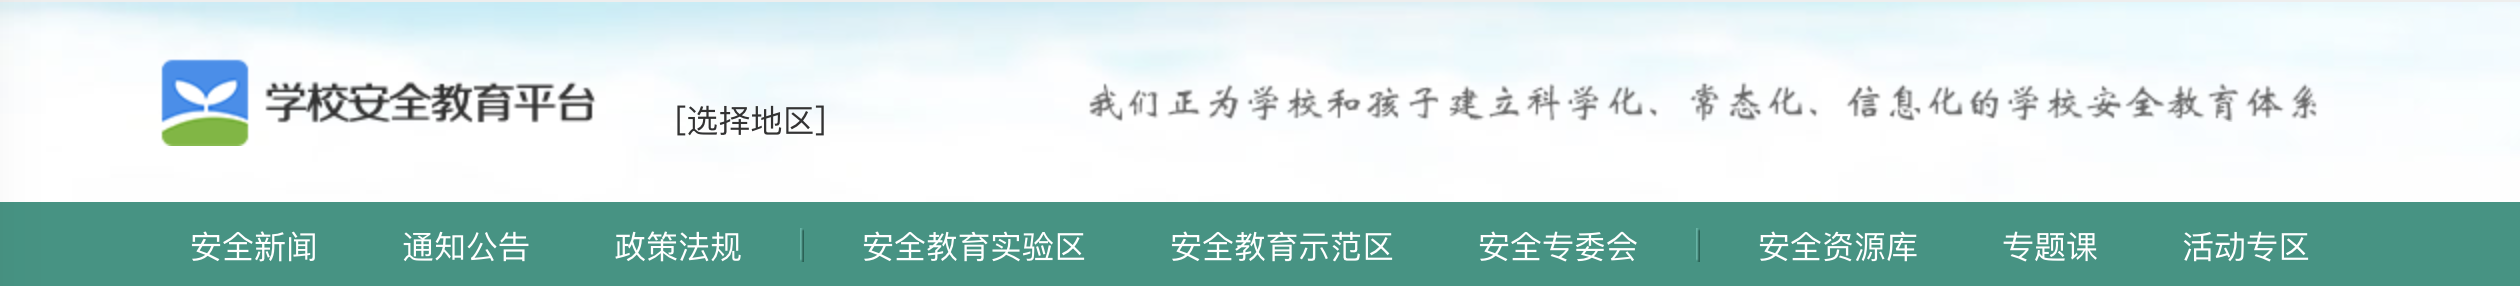 学校安全教育平台
[选择地区]
我们正为学校和孩子建立科学化、常态化、信息化的学校安全教育体系
安全新闻 通知公告 政策法规 安全教育实验区 安全教育示范区 安全专委会 安全资源库 专题课 活动专区